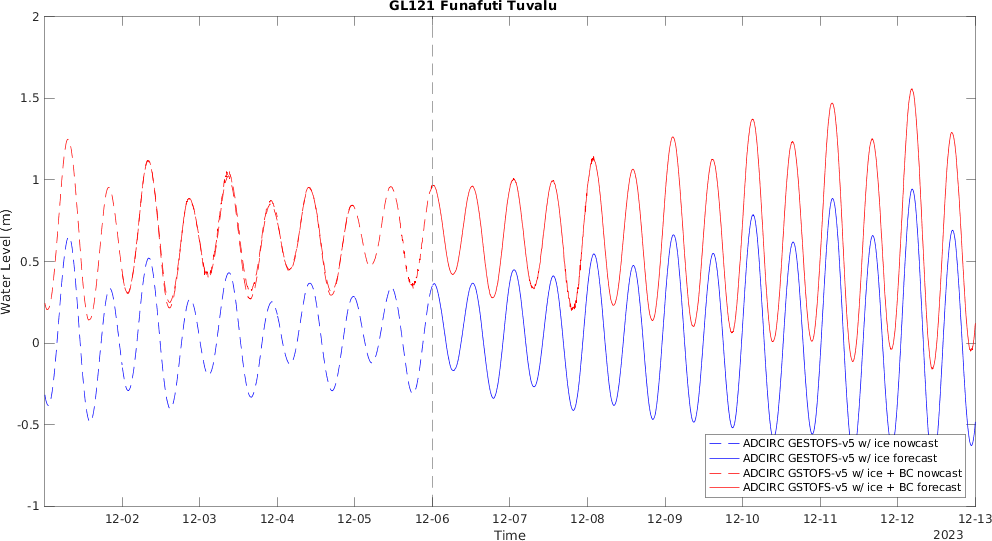 GL121 Funafuti Tuvalu
Water Level (m)
2
1.5
1
0.5
0
-0.5
-1
ADCIRC GESTOFS-v5 w/ ice nowcast
ADCIRC GESTOFS-v5 w/ ice forecast
ADCIRC GSTOFS-v5 w/ ice + BC nowcast
ADCIRC GSTOFS-v5 w/ ice + BC forecast
12-02 12-03 12-04 12-05 12-06 12-07 12-08 12-09 12-10 12-11 12-12 12-13
Time
2023